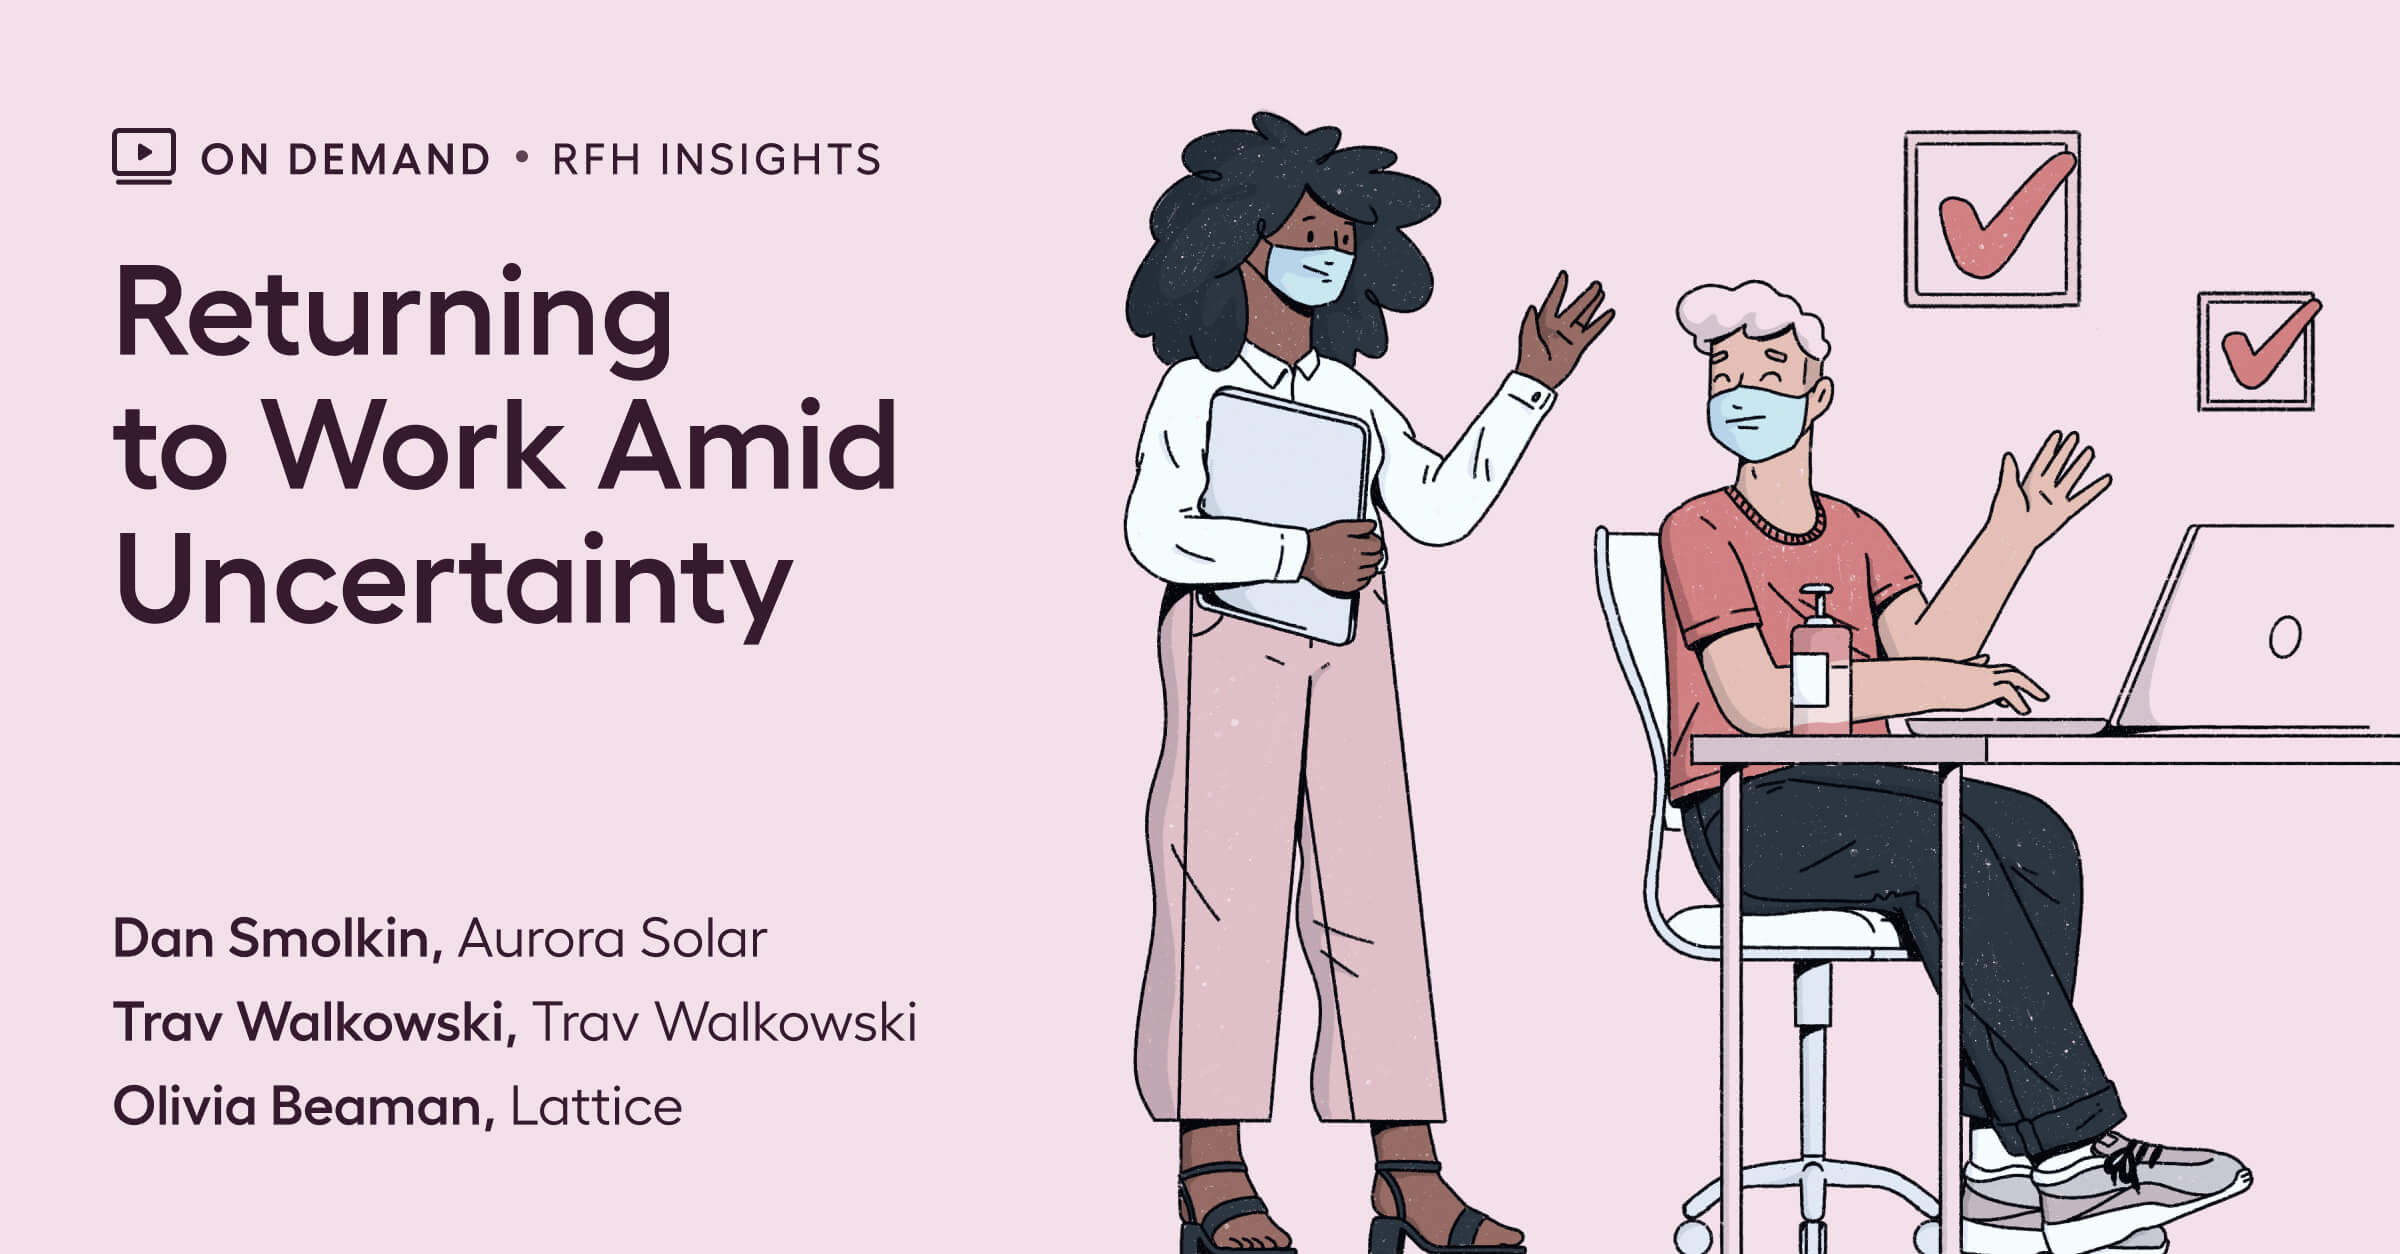 ON DEMAND • RFH INSIGHTS
Returning
to Work Amid
Uncertainty
Dan Smolkin, Aurora Solar
Trav Walkowski, Trav Walkowski
Olivia Beaman, Lattice